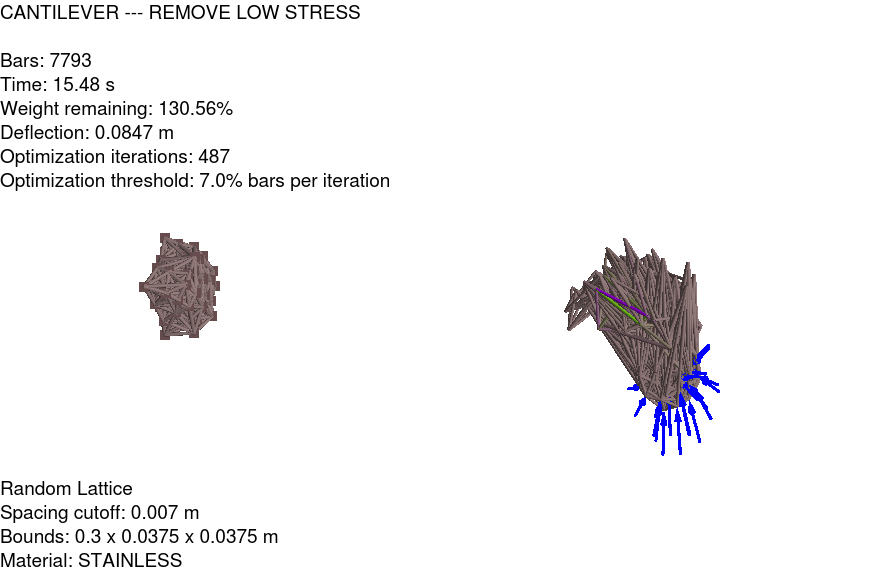 CANTILEVER --- REMOVE LOW STRESS
Bars: 7793
Time: 15.48 s
Weight remaining: 130.56%
Deflection: 0.0847 m
Optimization iterations: 487
Optimization threshold: 7.0% bars per iteration
Random Lattice
Spacing cutoff: 0.007 m
Bounds: 0.3 x 0.0375 x 0.0375 m
Material: STAINLESS